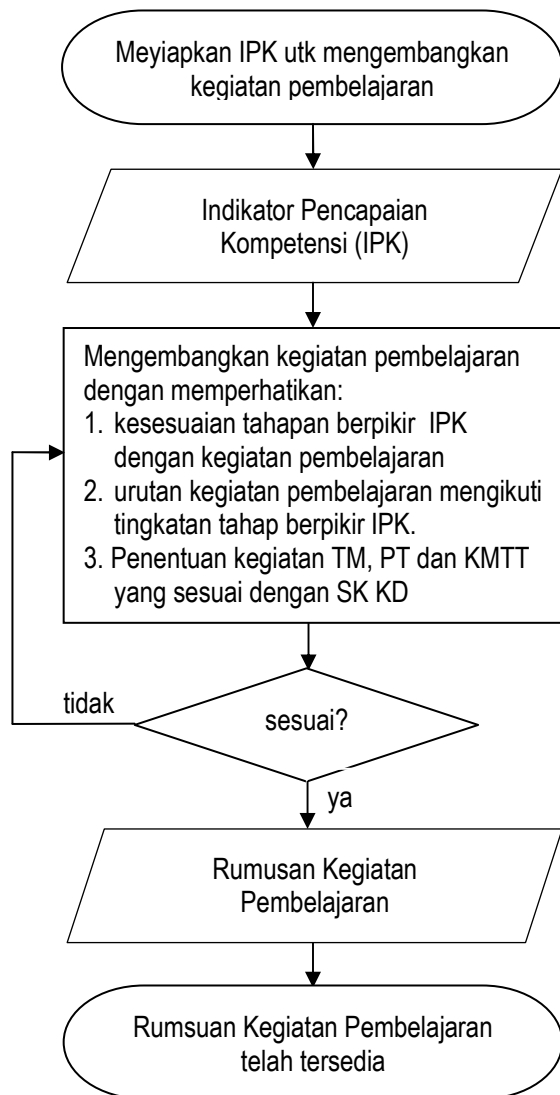 Meyiapkan IPK utk mengembangkan
kegiatan pembelajaran
Indikator Pencapaian
Kompetensi (IPK)
Mengembangkan kegiatan pembelajaran
dengan memperhatikan:
1. kesesuaian tahapan berpikir IPK
dengan kegiatan pembelajaran
2. urutan kegiatan pembelajaran mengikuti
tingkatan tahap berpikir IPK.
3. Penentuan kegiatan TM, PT dan KMTT
yang sesuai dengan SK KD
tidak
sesuai?
ya
Rumusan Kegiatan
Pembelajaran
Rumsuan Kegiatan Pembelajaran
telah tersedia